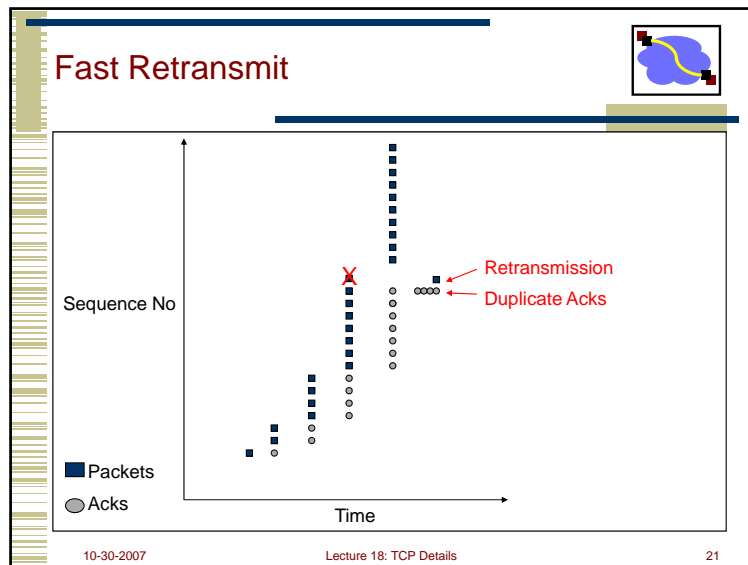 Fast Retransmit
X
Retransmission
Duplicate Acks
Sequence No
Packets
Acks
Time
10-30-2007
Lecture 18: TCP Details
21